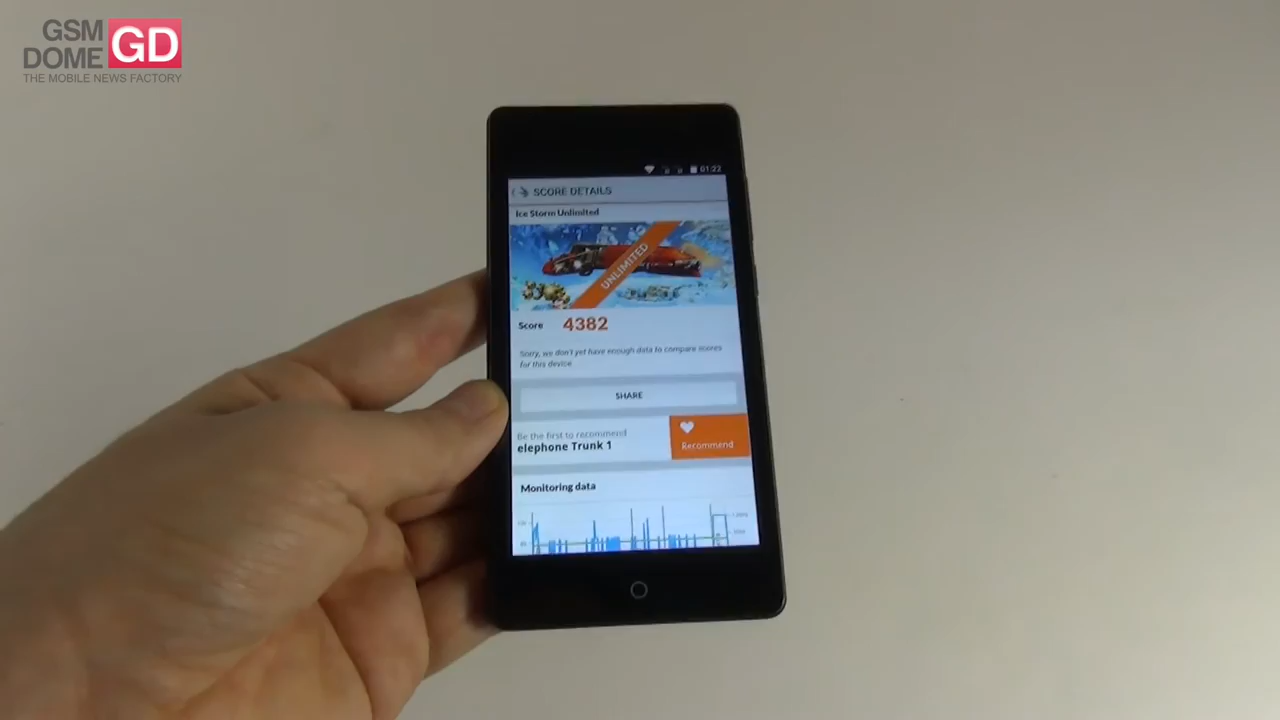 GSM
DOME GD
THE MOBILE NEWS FACTORY
01:22
SCORE DETAILS
Ice Storm Unlimited
UNLIMITED
Score 4382
Sorry, we don't yet have enough data to compare scores
for this device
SHARE
Be the first to recommend
elephone Trunk 1
Recommend
Monitoring data